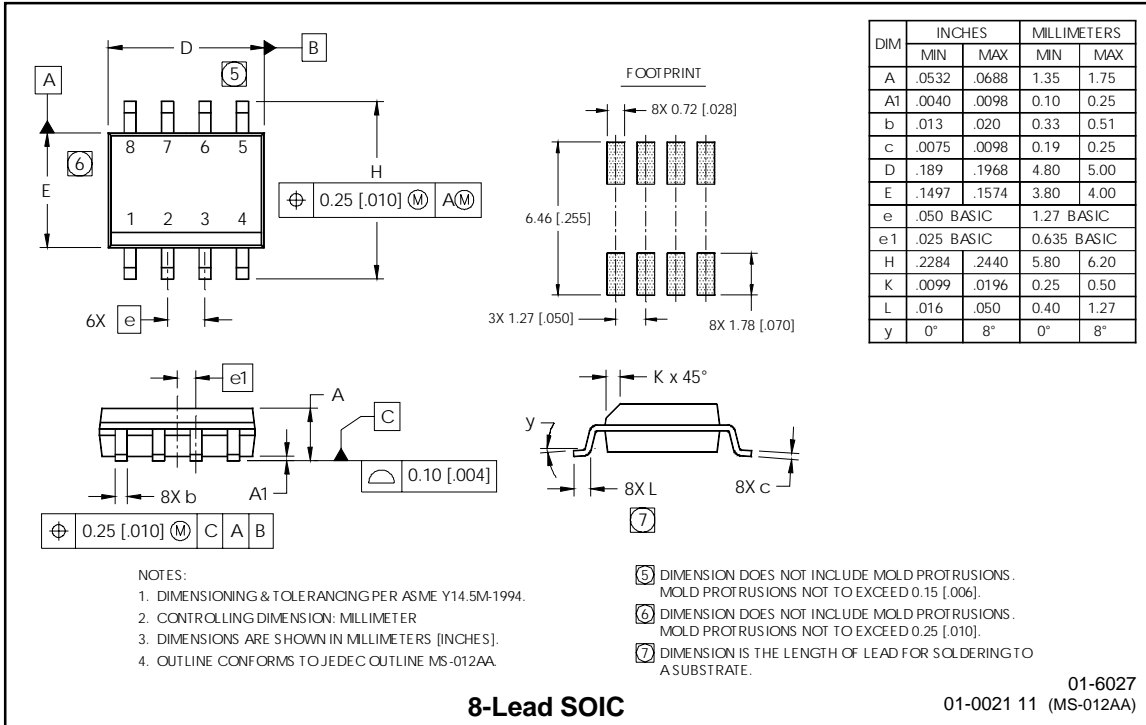 D
B
5
A
8 7 6 5
6
E
H
1 2 3 4
⌖ 0.25 [.010] Ⓜ AⓂ
6X e
FOOTPRINT
8X 0.72 [.028]
6.46 [.255]
3X 1.27 [.050]
8X 1.78 [.070]
DIM INCHES MILLIMETERS
MIN MAX MIN MAX
A .0532 .0688 1.35 1.75
A1 .0040 .0098 0.10 0.25
b .013 .020 0.33 0.51
c .0075 .0098 0.19 0.25
D .189 .1968 4.80 5.00
E .1497 .1574 3.80 4.00
e .050 BASIC 1.27 BASIC
e1 .025 BASIC 0.635 BASIC
H .2284 .2440 5.80 6.20
K .0099 .0196 0.25 0.50
L .016 .050 0.40 1.27
y 0° 8° 0° 8°
e1
A
C
0.10 [.004]
8X b
A1
⌖ 0.25 [.010] Ⓜ C A B
K x 45°
y
8X L
8X c
7
NOTES:
1. DIMENSIONING & TOLERANCING PER ASME Y14.5M-1994.
2. CONTROLLING DIMENSION: MILLIMETER
3. DIMENSIONS ARE SHOWN IN MILLIMETERS [INCHES].
4. OUTLINE CONFORMS TO JEDEC OUTLINE MS-012AA.
5 DIMENSION DOES NOT INCLUDE MOLD PROTRUSIONS.
MOLD PROTRUSIONS NOT TO EXCEED 0.15 [.006].
6 DIMENSION DOES NOT INCLUDE MOLD PROTRUSIONS.
MOLD PROTRUSIONS NOT TO EXCEED 0.25 [.010].
7 DIMENSION IS THE LENGTH OF LEAD FOR SOLDERING TO
A SUBSTRATE.
8-Lead SOIC
01-6027
01-0021 11 (MS-012AA)